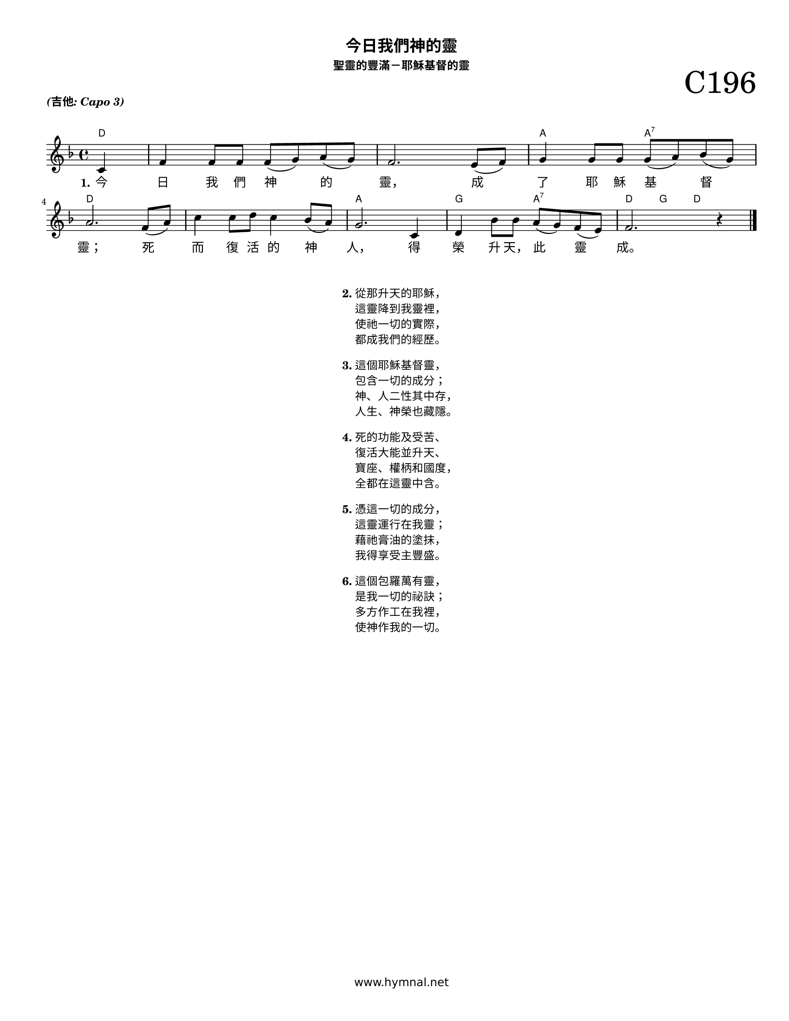 今日我們神的靈
聖靈的豐滿－耶穌基督的靈
C196
(吉他: Capo 3)
D A A7
1. 今 日 我 們 神 的 靈， 成 了 耶 穌 基 督
4 D A G A7 D G D
靈； 死 而 復 活 的 神 人， 得 榮 升 天， 此 靈 成。
2. 從那升天的耶穌，
這靈降到我靈裡，
使祂一切的實際，
都成我們的經歷。
3. 這個耶穌基督靈，
包含一切的成分；
神、人二性其中存，
人生、神榮也藏隱。
4. 死的功能及受苦、
復活大能並升天、
寶座、權柄和國度，
全都在這靈中含。
5. 憑這一切的成分，
這靈運行在我靈；
藉祂膏油的塗抹，
我得享受主豐盛。
6. 這個包羅萬有靈，
是我一切的祕訣；
多方作工在我裡，
使神作我的一切。
www.hymnal.net